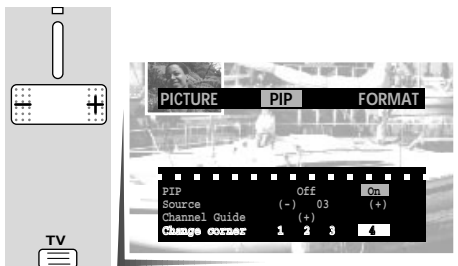 - +
PICTURE PIP FORMAT
PIP Off On
Source (-) 03 (+)
Channel Guide (+)
Change corner 1 2 3 4
TV